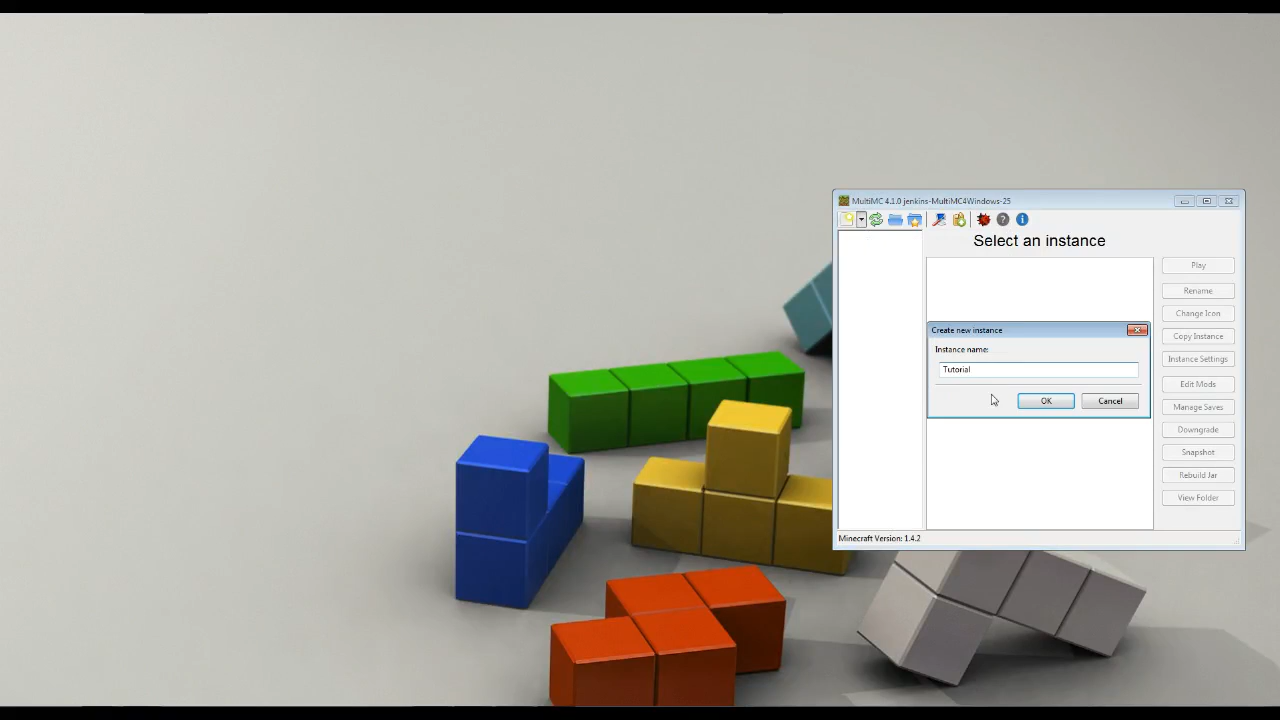 MultiMC 4.1.0 jenkins-MultiMC4Windows-25
Select an instance
Play
Rename
Change Icon
Copy Instance
Instance Settings
Edit Mods
Manage Saves
Downgrade
Snapshot
Rebuild Jar
View Folder
Create new instance
Instance name:
Tutorial
OK Cancel
Minecraft Version: 1.4.2